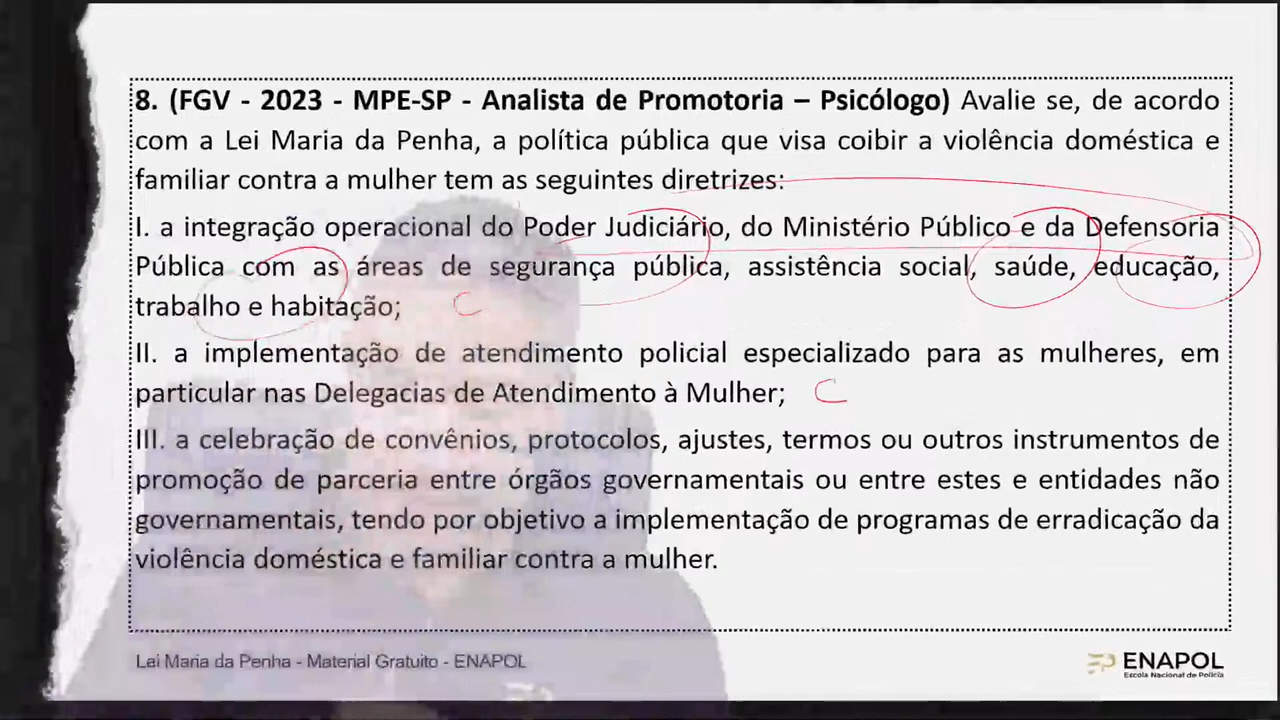 8. (FGV - 2023 - MPE-SP - Analista de Promotoria – Psicólogo) Avalie se, de acordo
com a Lei Maria da Penha, a política pública que visa coibir a violência doméstica e
familiar contra a mulher tem as seguintes diretrizes:
I. a integração operacional do Poder Judiciário, do Ministério Público e da Defensoria
Pública com as áreas de segurança pública, assistência social, saúde, educação,
trabalho e habitação; C
II. a implementação de atendimento policial especializado para as mulheres, em
particular nas Delegacias de Atendimento à Mulher; C
III. a celebração de convênios, protocolos, ajustes, termos ou outros instrumentos de
promoção de parceria entre órgãos governamentais ou entre estes e entidades não
governamentais, tendo por objetivo a implementação de programas de erradicação da
violência doméstica e familiar contra a mulher.
Lei Maria da Penha - Material Gratuito - ENAPOL
ENAPOL
Escola Nacional de Polícia